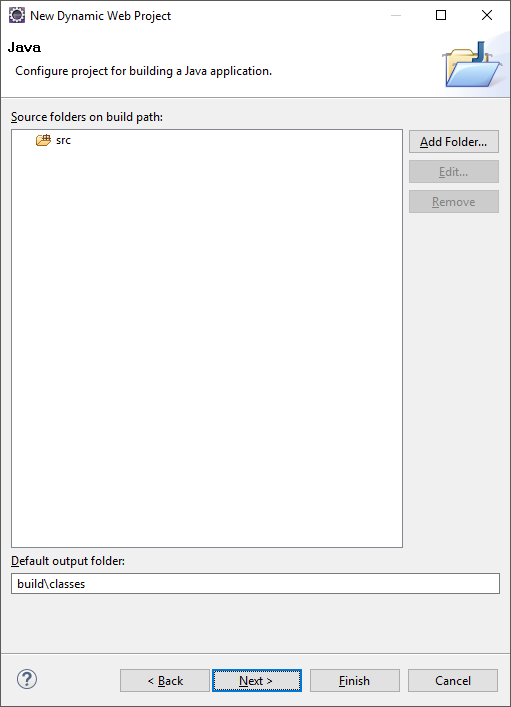 New Dynamic Web Project
Java
Configure project for building a Java application.
Source folders on build path:
src
Add Folder...
Edit...
Remove
Default output folder:
build\classes
< Back
Next >
Finish
Cancel